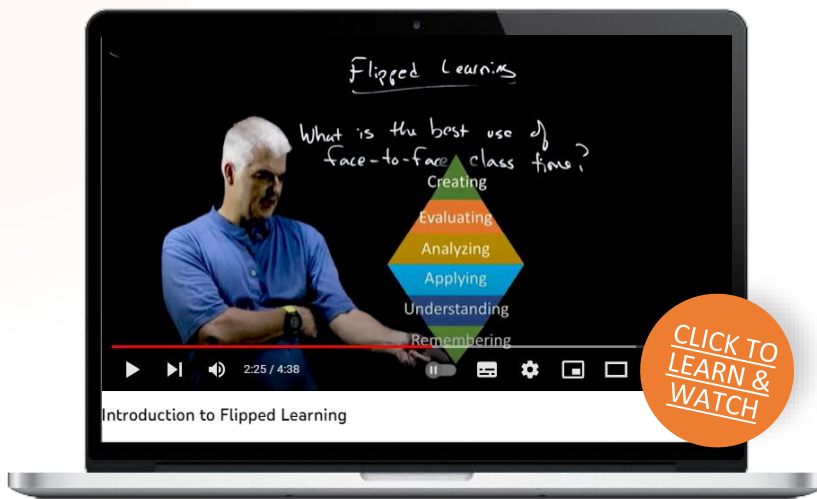 Flipped Learning
What is the best use of
face-to-face class time?
Creating
Evaluating
Analyzing
Applying
Understanding
Remembering
2:25 / 4:38
Introduction to Flipped Learning
CLICK TO
LEARN &
WATCH